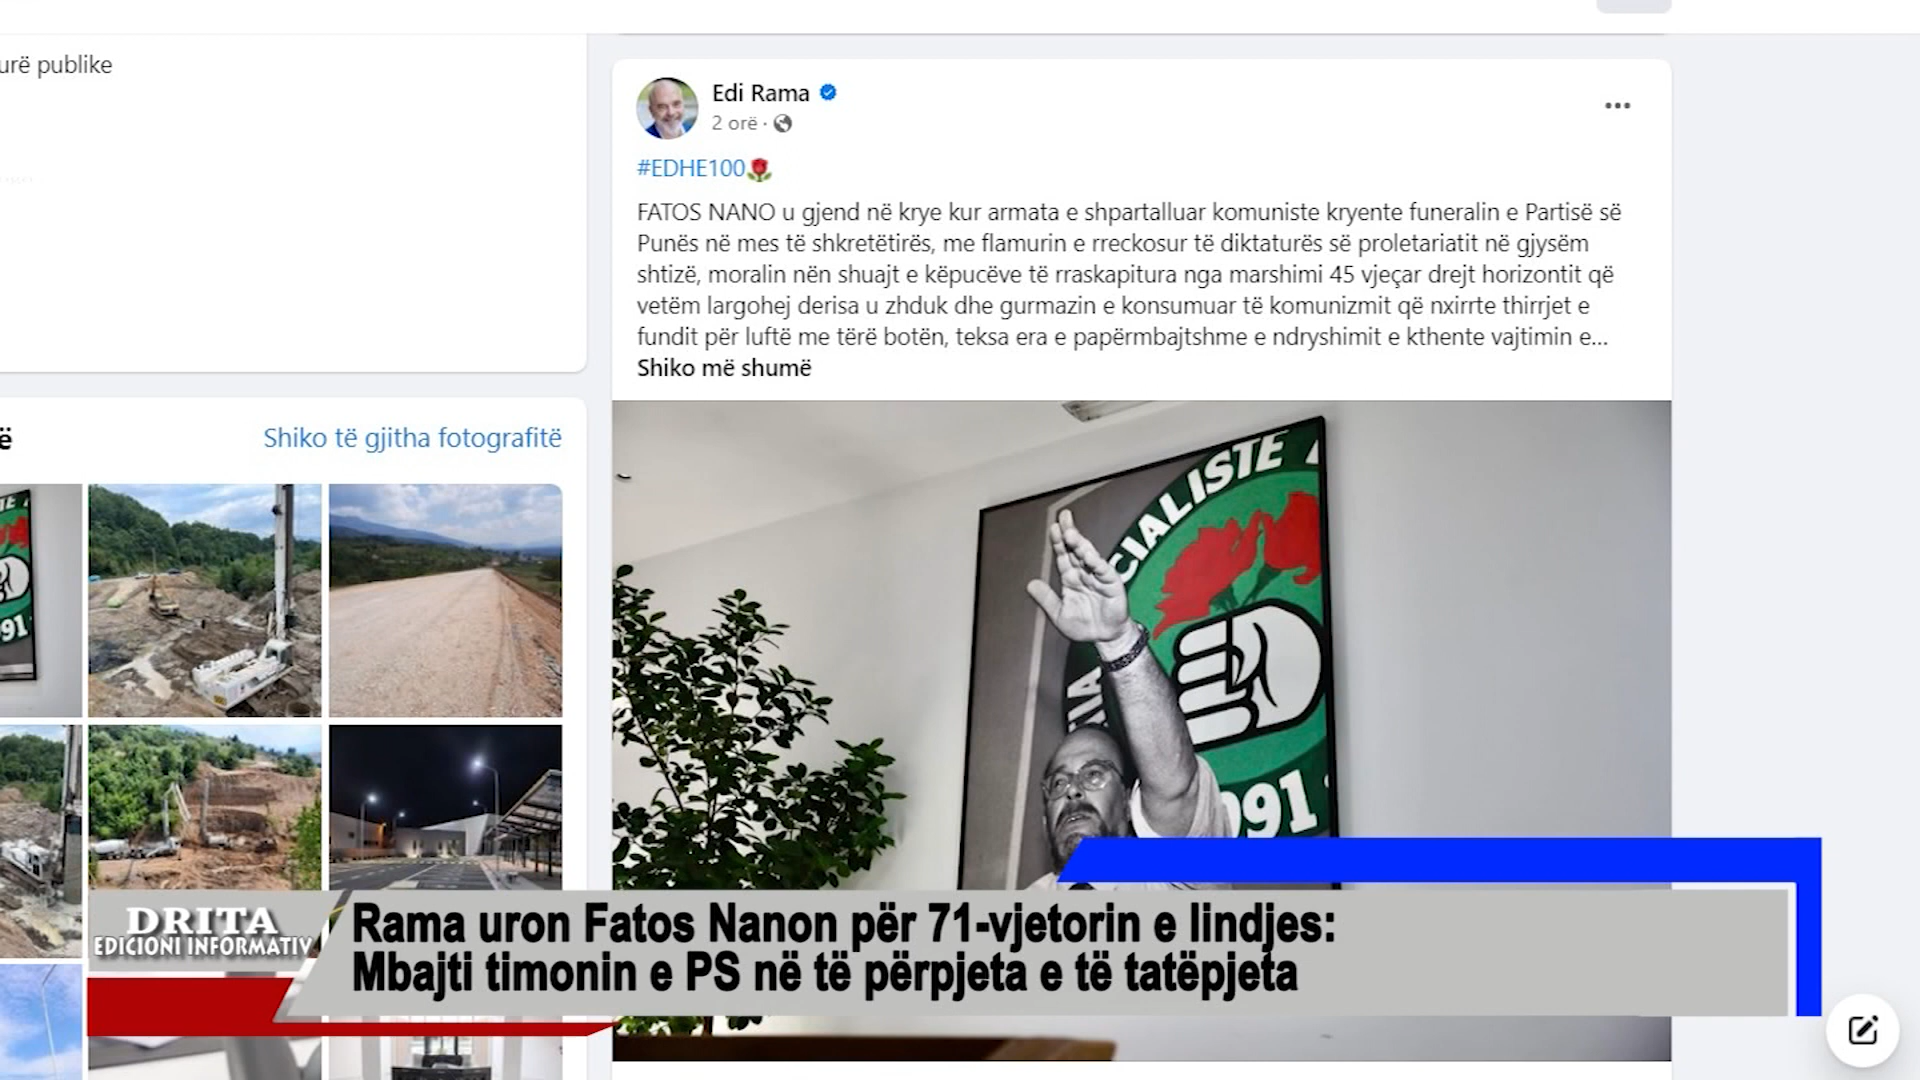 urë publike
ë
Shiko të gjitha fotografitë
91
Edi Rama
2 orë ·
#EDHE100🌹
FATOS NANO u gjend në krye kur armata e shpartalluar komuniste kryente funeralin e Partisë së
Punës në mes të shkretëtirës, me flamurin e rreckosur të diktaturës së proletariatit në gjysëm
shtizë, moralin nën shuajt e këpucëve të rraskapitura nga marshimi 45 vjeçar drejt horizontit që
vetëm largohej derisa u zhduk dhe gurmazin e konsumuar të komunizmit që nxirrte thirrjet e
fundit për luftë me tërë botën, teksa era e papërmbajtshme e ndryshimit e kthente vajtimin e...
Shiko më shumë
CIALISTE
991
DRITA
EDICIONI INFORMATIV
Rama uron Fatos Nanon për 71-vjetorin e lindjes:
Mbajti timonin e PS në të përpjeta e të tatëpjeta